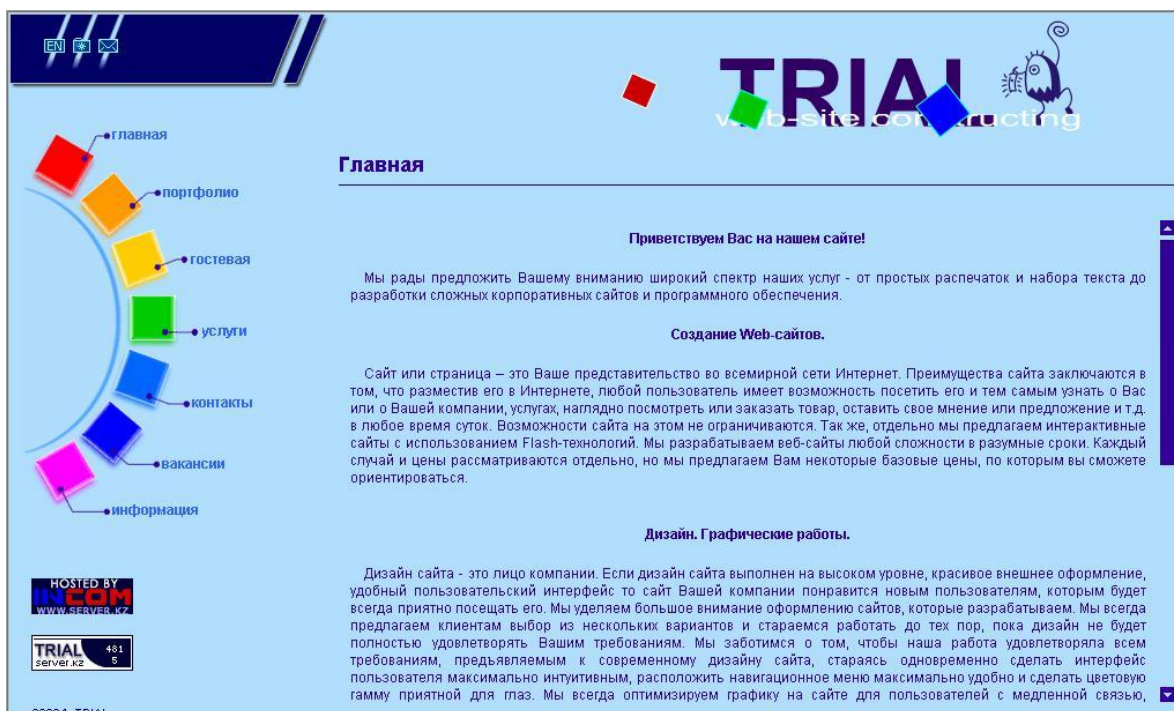 EN
TRIAL
web-site constructing
главная
портфолио
гостевая
услуги
контакты
вакансии
информация
HOSTED BY
INCOM
WWW.SERVER.KZ
TRIAL 481
server.kz 5
Главная
Приветствуем Вас на нашем сайте!
Мы рады предложить Вашему вниманию широкий спектр наших услуг - от простых распечаток и набора текста до
разработки сложных корпоративных сайтов и программного обеспечения.
Создание Web-сайтов.
Сайт или страница – это Ваше представительство во всемирной сети Интернет. Преимущества сайта заключаются в
том, что разместив его в Интернете, любой пользователь имеет возможность посетить его и тем самым узнать о Вас
или о Вашей компании, услугах, наглядно посмотреть или заказать товар, оставить свое мнение или предложение и т.д.
в любое время суток. Возможности сайта на этом не ограничиваются. Так же, отдельно мы предлагаем интерактивные
сайты с использованием Flash-технологий. Мы разрабатываем веб-сайты любой сложности в разумные сроки. Каждый
случай и цены рассматриваются отдельно, но мы предлагаем Вам некоторые базовые цены, по которым вы сможете
ориентироваться.
Дизайн. Графические работы.
Дизайн сайта - это лицо компании. Если дизайн сайта выполнен на высоком уровне, красивое внешнее оформление,
удобный пользовательский интерфейс то сайт Вашей компании понравится новым пользователям, которым будет
всегда приятно посещать его. Мы уделяем большое внимание оформлению сайтов, которые разрабатываем. Мы всегда
предлагаем клиентам выбор из нескольких вариантов и стараемся работать до тех пор, пока дизайн не будет
полностью удовлетворять Вашим требованиям. Мы заботимся о том, чтобы наша работа удовлетворяла всем
требованиям, предъявляемым к современному дизайну сайта, стараясь одновременно сделать интерфейс
пользователя максимально интуитивным, расположить навигационное меню максимально удобно и сделать цветовую
гамму приятной для глаз. Мы всегда оптимизируем графику на сайте для пользователей с медленной связью,